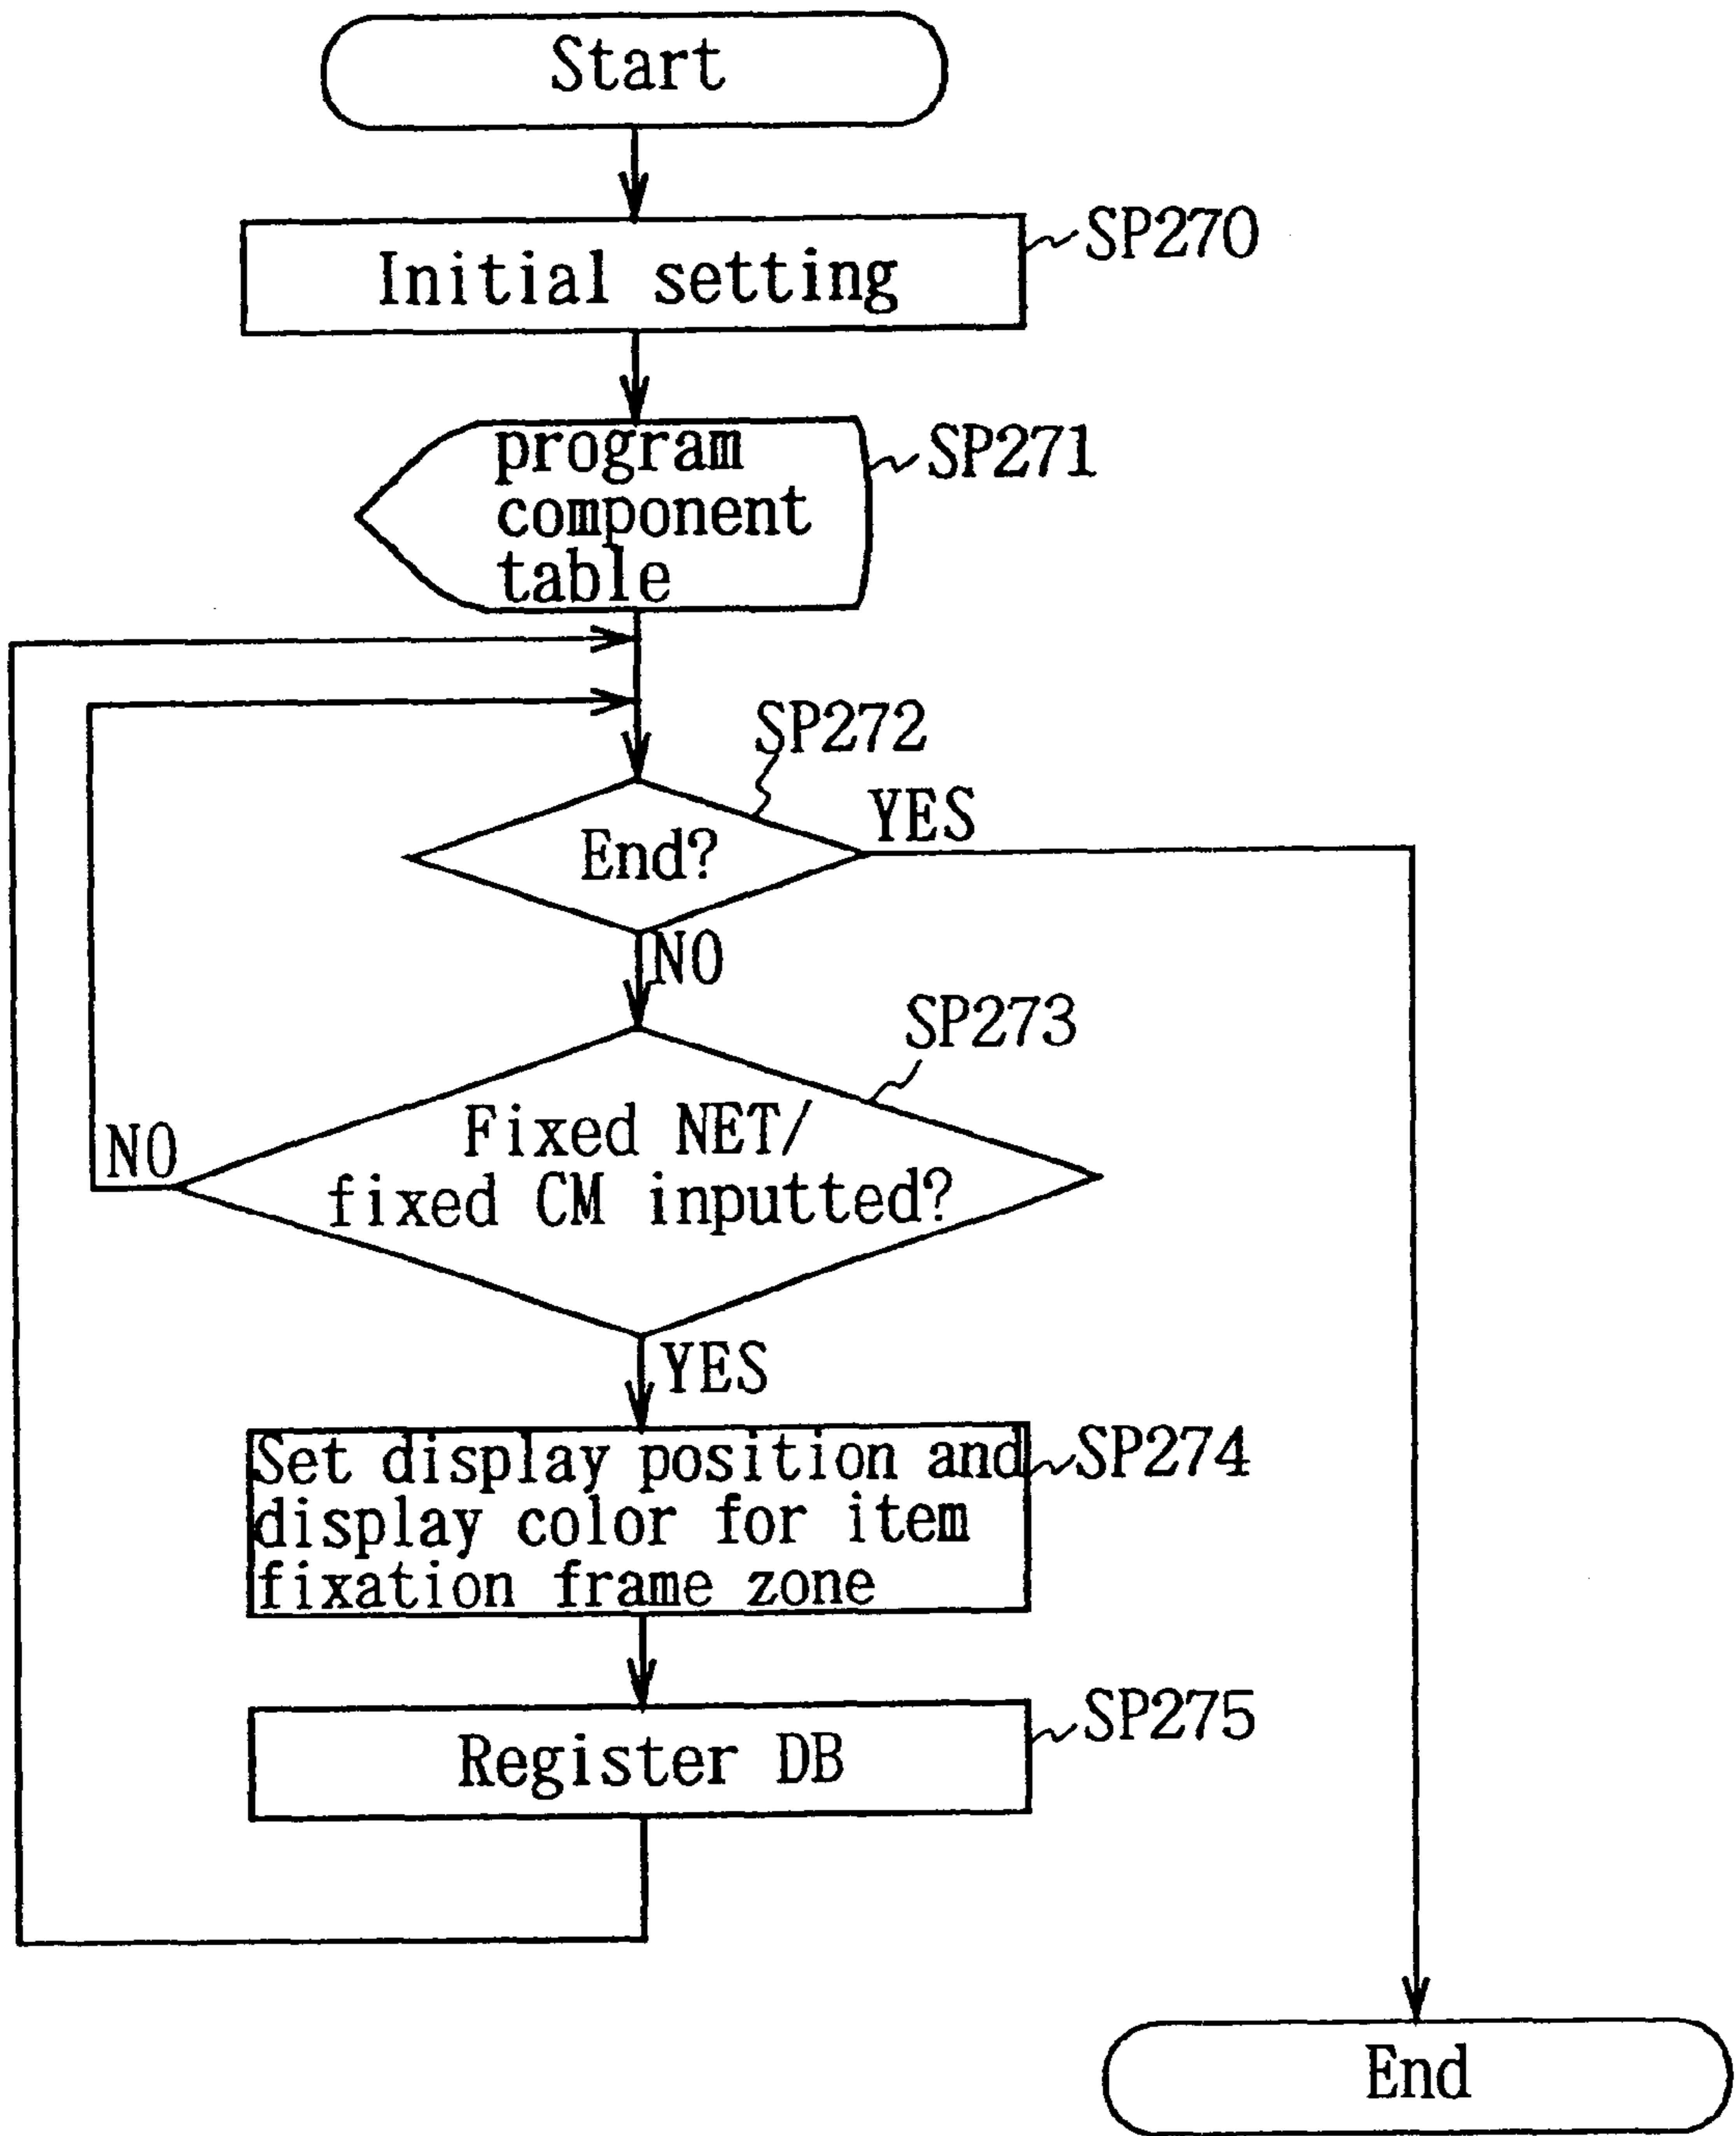 Start
SP270
Initial setting
SP271
program
component
table
SP272
YES
End?
NO
SP273
Fixed NET/
NO
fixed CM inputted?
YES
SP274
Set display position and
display color for item
fixation frame zone
SP275
Register DB
End